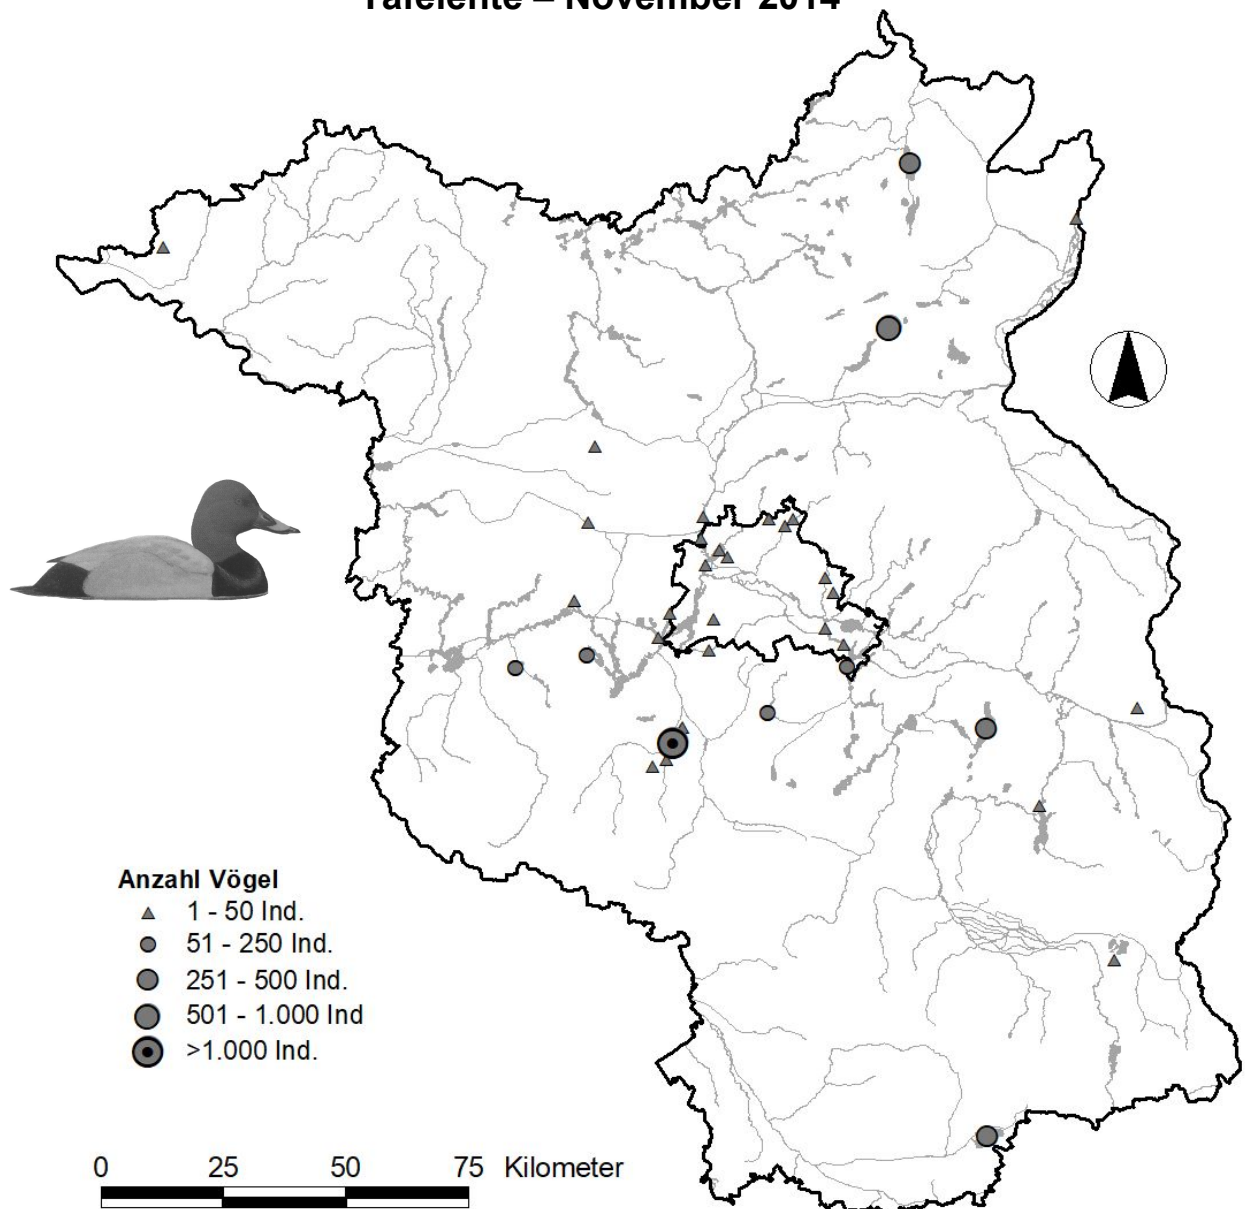 Tafelente – November 2014
Anzahl Vögel
1 - 50 Ind.
51 - 250 Ind.
251 - 500 Ind.
501 - 1.000 Ind
>1.000 Ind.
0 25 50 75 Kilometer